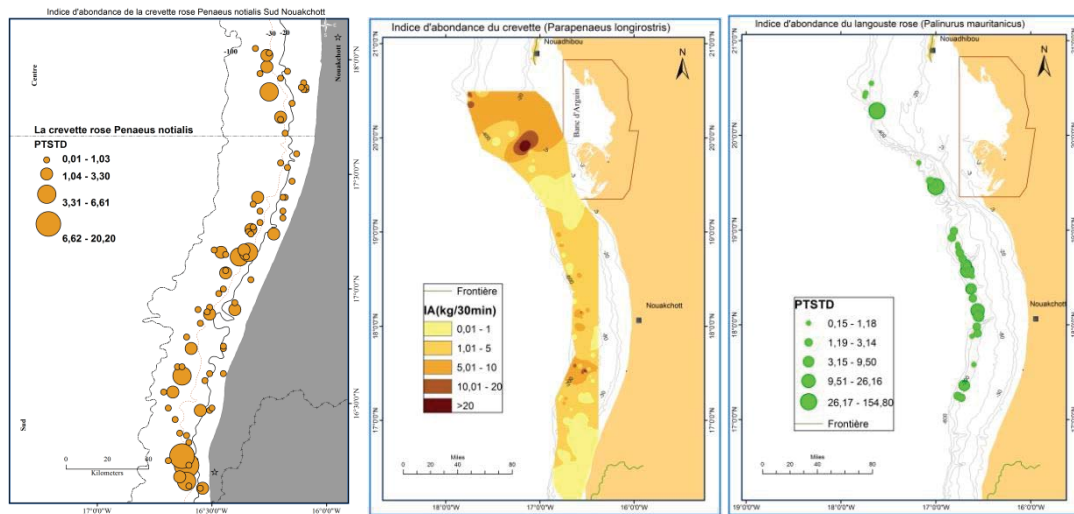 Indice d'abondance de la crevette rose Penaeus notialis Sud Nouakchott
-100
-30
-20
Nouakchott
Centre
Sud
La crevette rose Penaeus notialis
PTSTD
0,01 - 1,03
1,04 - 3,30
3,31 - 6,61
6,62 - 20,20
0 20 40
Kilometers
18°0'0"N
17°30'0"N
17°0'0"N
16°30'0"N
17°0'0"W
16°30'0"W
16°0'0"W
Indice d'abondance du crevette (Parapenaeus longirostris)
Nouadhibou
N
Banc d'Arguin
Nouakchott
Frontière
IA(kg/30min)
0,01 - 1
1,01 - 5
5,01 - 10
10,01 - 20
>20
Miles
0 20 40 80
21°0'0"N
20°0'0"N
19°0'0"N
18°0'0"N
17°0'0"N
18°0'0"W
17°0'0"W
16°0'0"W
Indice d'abondance du langouste rose (Palinurus mauritanicus)
Nouadhibou
N
Nouakchott
PTSTD
0,15 - 1,18
1,19 - 3,14
3,15 - 9,50
9,51 - 26,16
26,17 - 154,80
Frontière
Miles
0 20 40 80
21°0'0"N
20°0'0"N
19°0'0"N
18°0'0"N
17°0'0"N
18°0'0"W
17°0'0"W
16°0'0"W